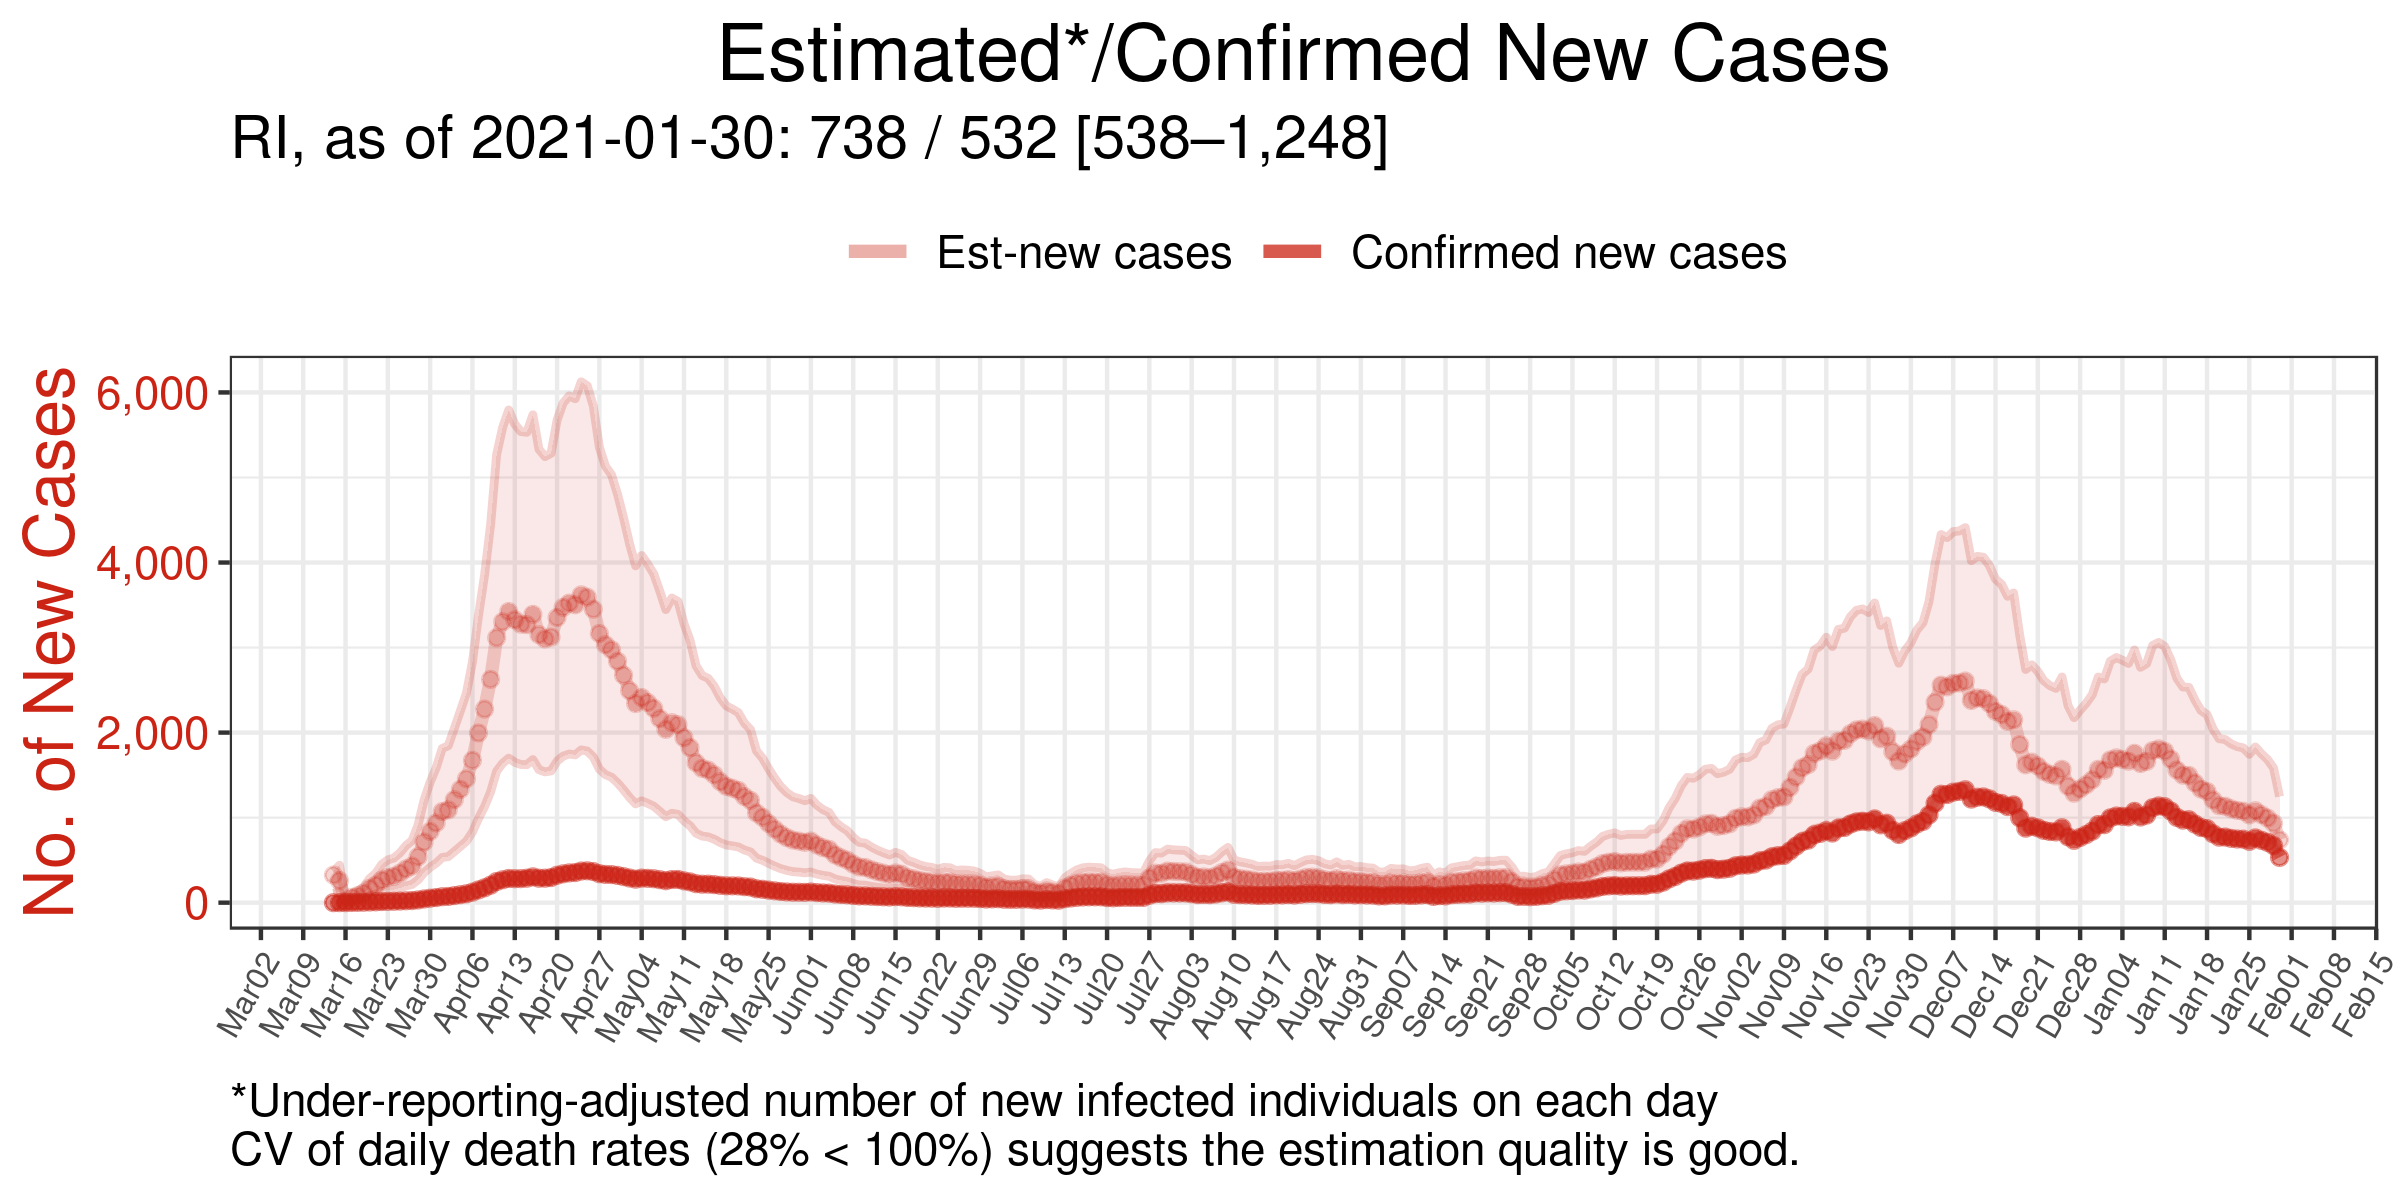 Estimated*/Confirmed New Cases
RI, as of 2021-01-30: 738 / 532 [538–1,248]
Est-new cases Confirmed new cases
No. of New Cases
6,000
4,000
2,000
0
Mar02 Mar09 Mar16 Mar23 Mar30 Apr06 Apr13 Apr20 Apr27 May04 May11 May18 May25 Jun01 Jun08 Jun15 Jun22 Jun29 Jul06 Jul13 Jul20 Jul27 Aug03 Aug10 Aug17 Aug24 Aug31 Sep07 Sep14 Sep21 Sep28 Oct05 Oct12 Oct19 Oct26 Nov02 Nov09 Nov16 Nov23 Nov30 Dec07 Dec14 Dec21 Dec28 Jan04 Jan11 Jan18 Jan25 Feb01 Feb08 Feb15
*Under-reporting-adjusted number of new infected individuals on each day
CV of daily death rates (28% < 100%) suggests the estimation quality is good.